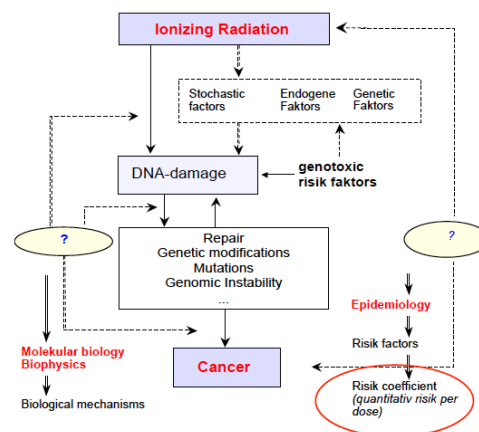 Ionizing Radiation
Stochastic Endogene Genetic
factors Faktors Faktors
DNA-damage
genotoxic
risik faktors
?
?
Repair
Genetic modifications
Mutations
Genomic Instability
...
Epidemiology
Molekular biology
Biophysics
Cancer
Risik factors
Biological mechanisms
Risik coefficient
(quantitativ risik per
dose)